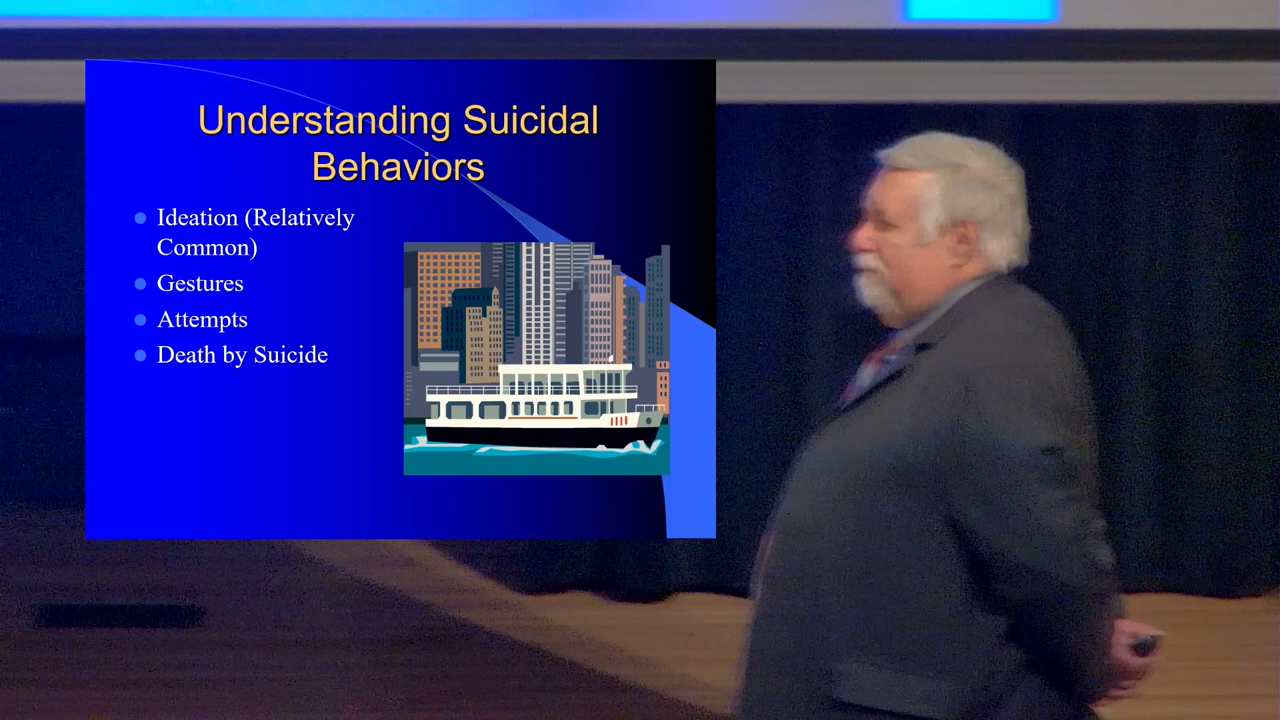 Understanding Suicidal
Behaviors
Ideation (Relatively
Common)
Gestures
Attempts
Death by Suicide